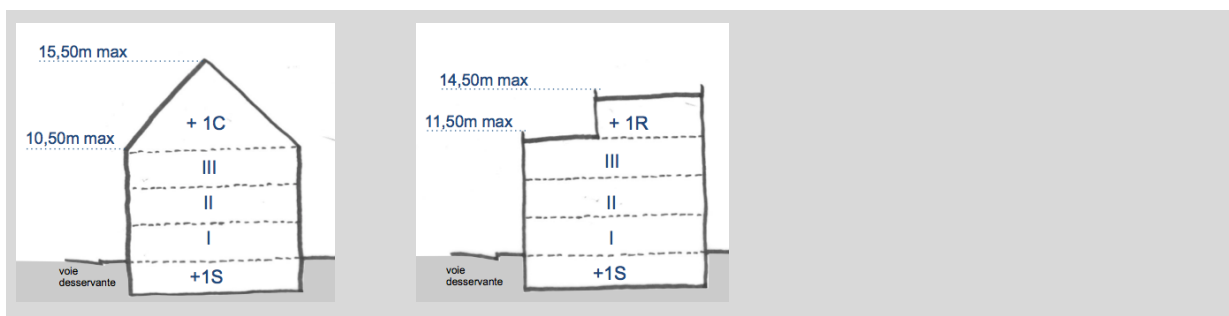 15,50m max
+ 1C
10,50m max
III
II
I
voie
desservante
+1S
14,50m max
11,50m max
+ 1R
III
II
I
voie
desservante
+1S